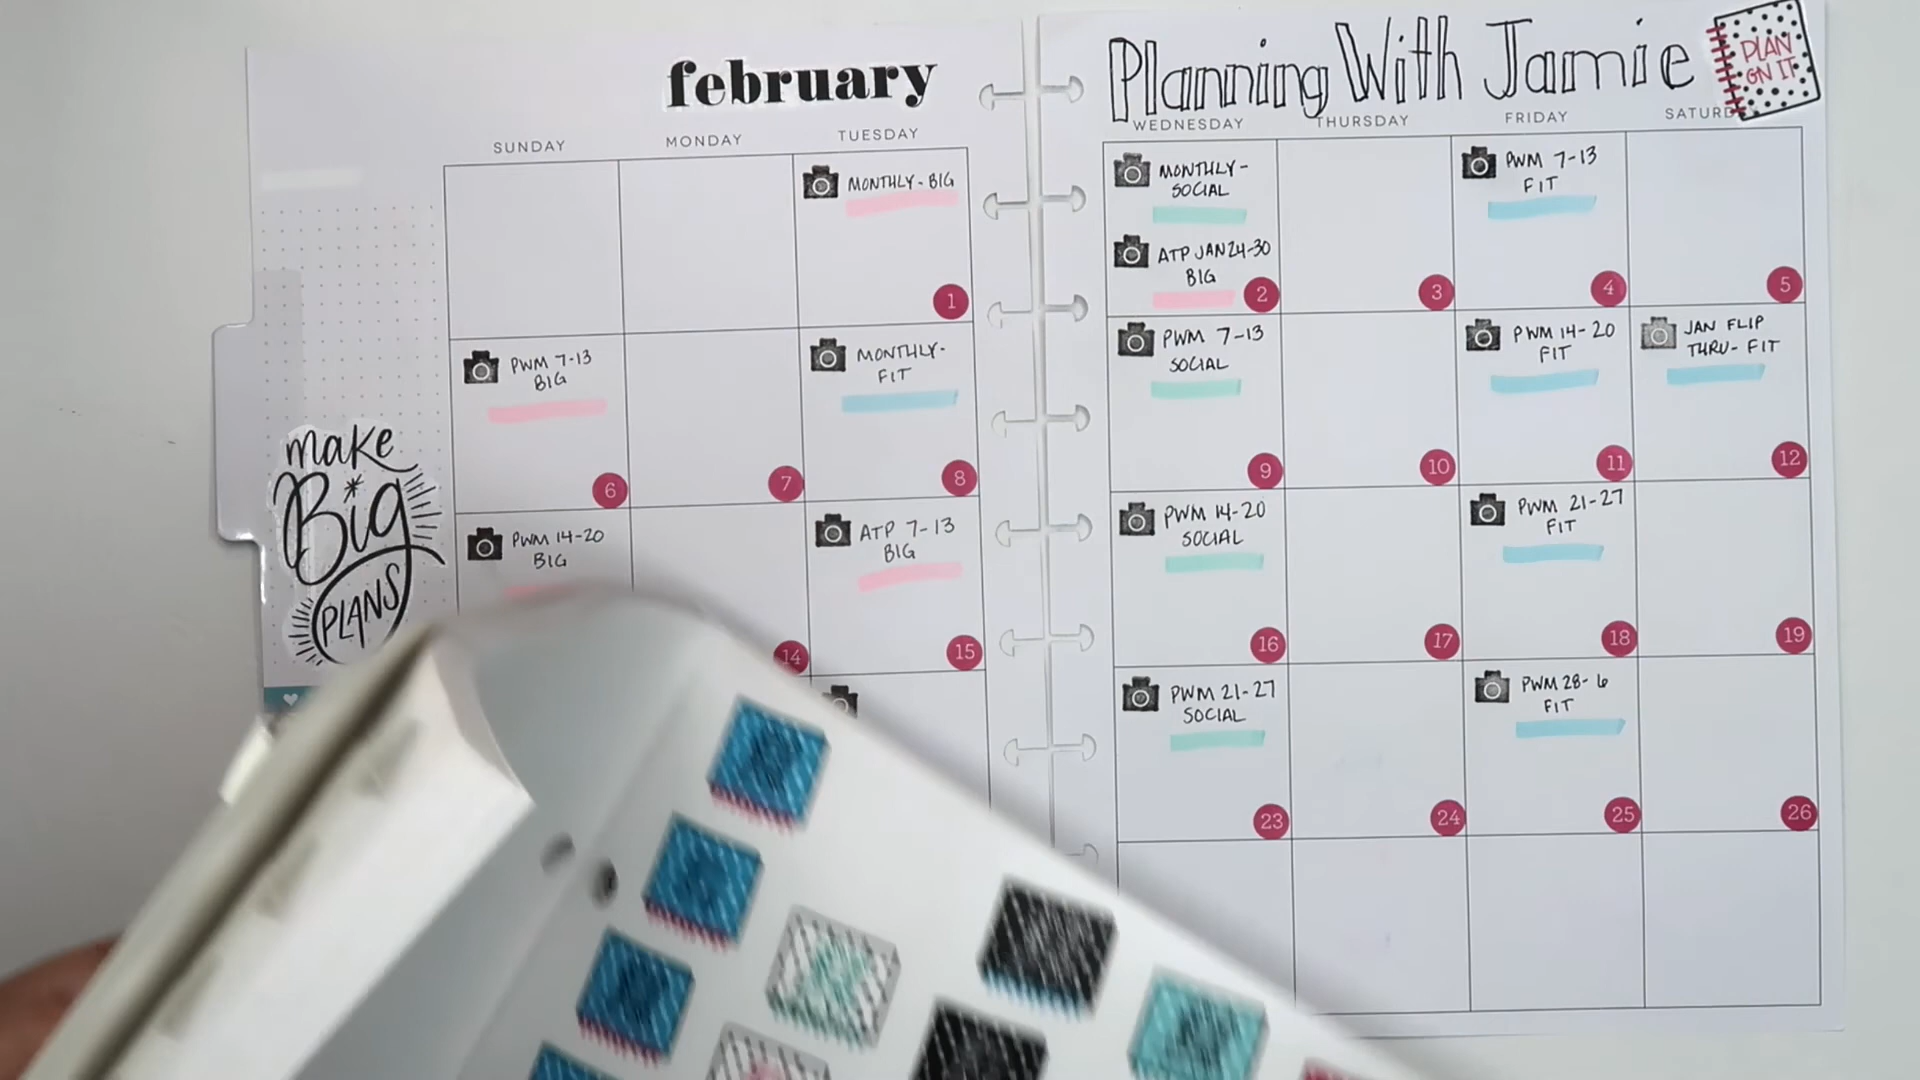 february
Planning With Jamie
PLAN
ON IT
SUNDAY
MONDAY
TUESDAY
WEDNESDAY
THURSDAY
FRIDAY
MONTHLY-BIG
1
MONTHLY-
SOCIAL
ATP JAN 24-30
BIG
2
3
PWM 7-13
FIT
4
5
PWM 7-13
BIG
6
7
MONTHLY-
FIT
8
PWM 7-13
SOCIAL
9
10
PWM 14-20
FIT
11
JAN FLIP
THRU- FIT
12
make
Big
PLANS
PWM 14-20
BIG
14
ATP 7-13
BIG
15
PWM 14-20
SOCIAL
16
17
PWM 21-27
FIT
18
19
PWM 21-27
SOCIAL
23
24
PWM 28-6
FIT
25
26